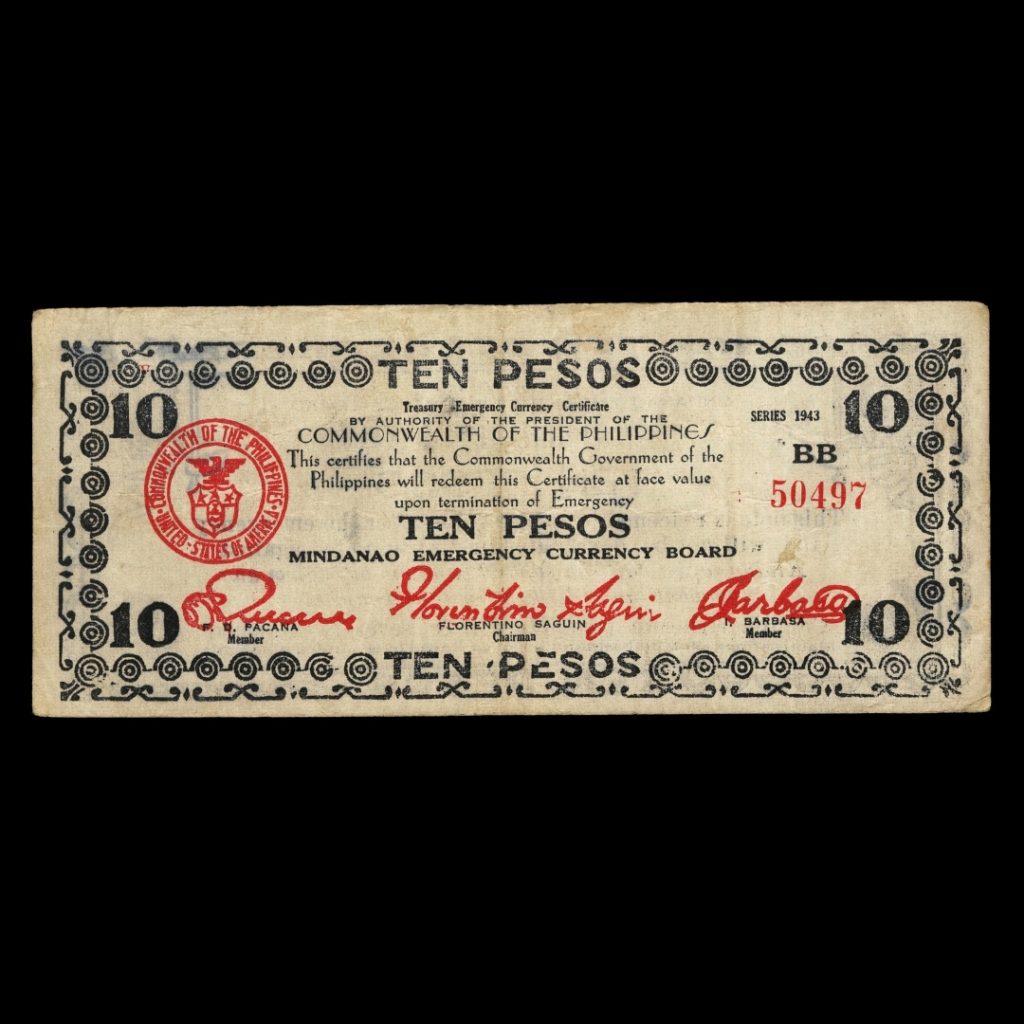 TEN PESOS
10
10
Treasury Emergency Currency Certificate
SERIES 1943
BY AUTHORITY OF THE PRESIDENT OF THE
COMMONWEALTH OF THE PHILIPPINES
BB
This certifies that the Commonwealth Government of the
Philippines will redeem this Certificate at face value
50497
upon termination of Emergency
TEN PESOS
MINDANAO EMERGENCY CURRENCY BOARD
COMMONWEALTH OF THE PHILIPPINES
UNITED STATES OF AMERICA
Florentino Saguin
Barbasa
10
F. D. PACANA
FLORENTINO SAGUIN
BARBASA
10
Member
Chairman
Member
TEN PESOS